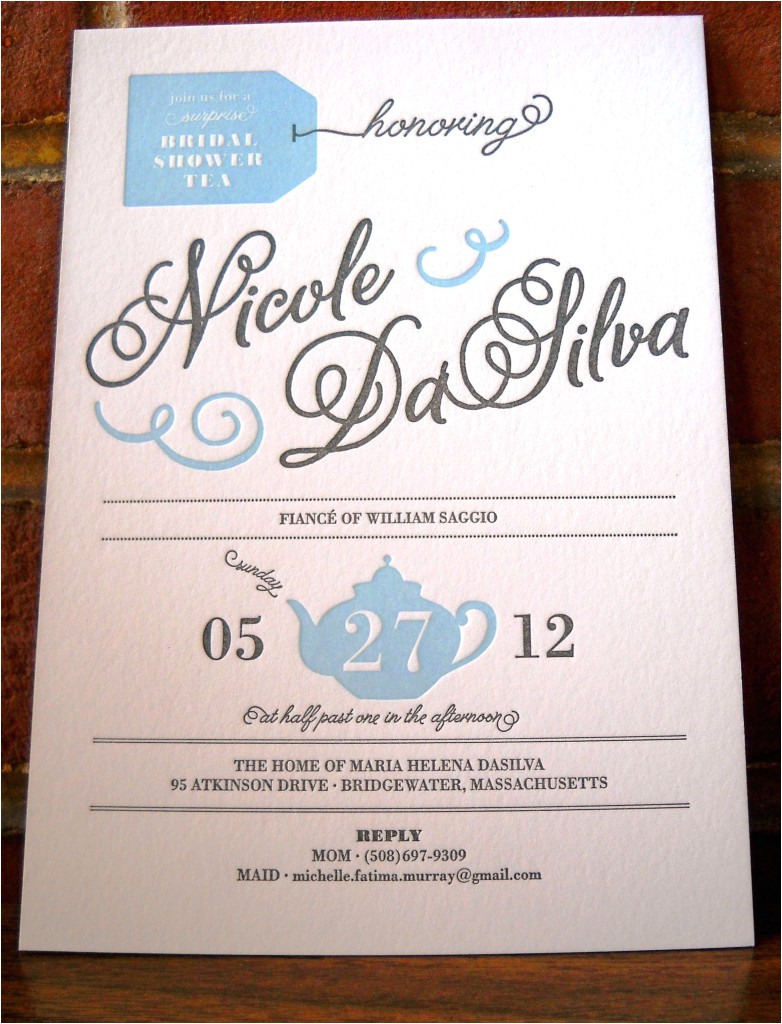 join us for a
surprise
BRIDAL
SHOWER
TEA
honoring
Nicole
DaSilva
FIANCÉ OF WILLIAM SAGGIO
sunday
05 27 12
at half past one in the afternoon
THE HOME OF MARIA HELENA DASILVA
95 ATKINSON DRIVE · BRIDGEWATER, MASSACHUSETTS
REPLY
MOM · (508)697-9309
MAID · michelle.fatima.murray@gmail.com